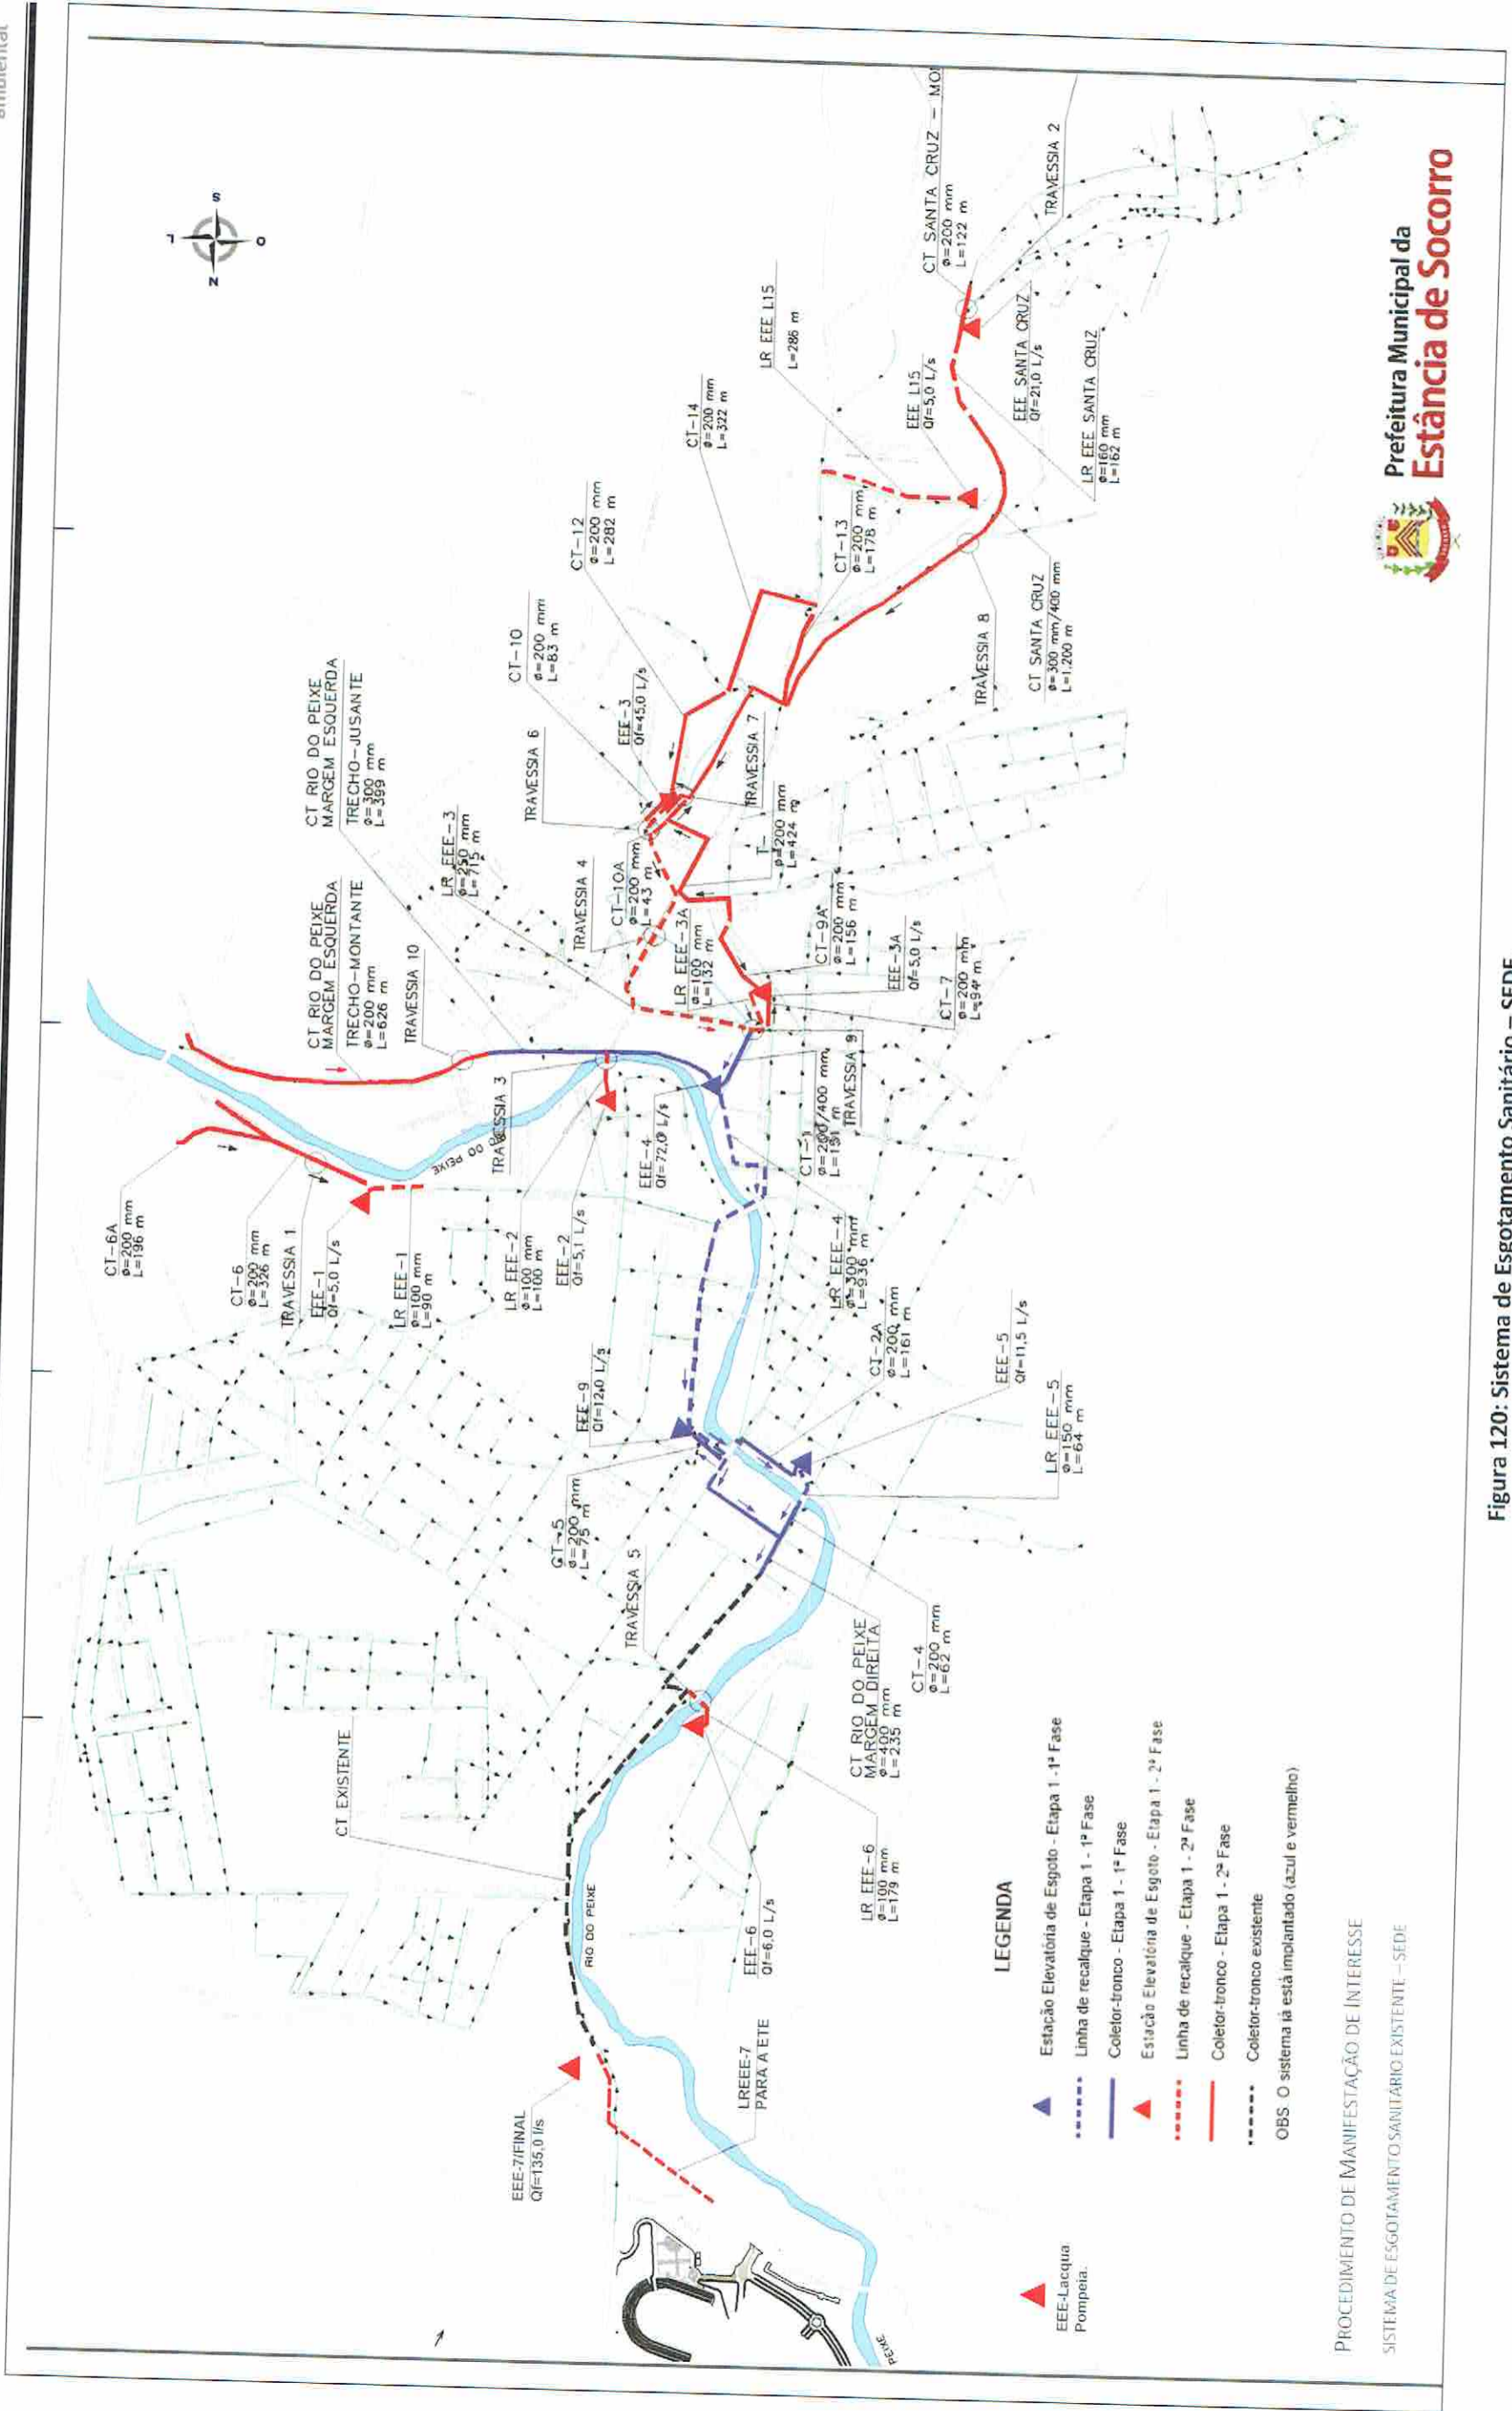 ambiental
S
L
O
N
CT-6A
ø=200 mm
L=196 m
CT-6
ø=200 mm
L=326 m
TRAVESSIA 1
EEE-1
Qf=5,0 L/s
LR EEE-1
ø=100 mm
L=90 m
CT RIO DO PEIXE
MARGEM ESQUERDA
TRECHO-MONTANTE
ø=200 mm
L=626 m
TRAVESSIA 10
CT RIO DO PEIXE
MARGEM ESQUERDA
TRECHO-JUSANTE
ø=300 mm
L=399 m
LR EEE-3
ø=250 mm
L=715 m
TRAVESSIA 6
CT-10
ø=200 mm
L=83 m
CT-12
ø=200 mm
L=282 m
CT-14
ø=200 mm
L=322 m
LR EEE L15
L=286 m
CT SANTA CRUZ - MO
ø=200 mm
L=122 m
TRAVESSIA 2
EEE L15
Qf=5,0 L/s
EEE SANTA CRUZ
Qf=21,0 L/s
LR EEE SANTA CRUZ
ø=160 mm
L=162 m
CT-13
ø=200 mm
L=178 m
EEE-3
Qf=45,0 L/s
TRAVESSIA 7
TRAVESSIA 8
CT SANTA CRUZ
ø=300 mm/400 mm
L=1.200 m
TRAVESSIA 4
CT-10A
ø=200 mm
L=43 m
ø=200 mm
L=424 m
LR EEE-3A
ø=100 mm
L=132 m
CT-9A
ø=200 mm
L=156 m
EEE-3A
Qf=5,0 L/s
CT-7
ø=200 mm
L=94 m
TRAVESSIA 9
CT-1
ø=200/400 mm
L=151 m
TRAVESSIA 3
DO PEIXE
LR EEE-2
ø=100 mm
L=100 m
EEE-2
Qf=5,1 L/s
EEE-4
Qf=72,0 L/s
LR EEE-4
ø=300 mm
L=936 m
EEE-9
Qf=12,0 L/s
CT-2A
ø=200 mm
L=161 m
EEE-5
Qf=11,5 L/s
LR EEE-5
ø=150 mm
L=64 m
CT-5
ø=200 mm
L=75 m
TRAVESSIA 5
CT RIO DO PEIXE
MARGEM DIREITA
ø=400 mm
L=235 m
CT-4
ø=200 mm
L=62 m
CT EXISTENTE
RIO DO PEIXE
LR EEE-6
ø=100 mm
L=179 m
EEE-6
Qf=6,0 L/s
EEE-7/FINAL
Qf=135,0 l/s
LREEE-7
PARA A ETE
PEIXE
EEE-Lacqua
Pompeia.
LEGENDA
Estação Elevatória de Esgoto - Etapa 1 -1ª Fase
Linha de recalque - Etapa 1 - 1ª Fase
Coletor-tronco - Etapa 1 - 1ª Fase
Estação Elevatória de Esgoto - Etapa 1 - 2ª Fase
Linha de recalque - Etapa 1 - 2ª Fase
Coletor-tronco - Etapa 1 - 2ª Fase
Coletor-tronco existente
OBS. O sistema já está implantado (azul e vermelho)
PROCEDIMENTO DE MANIFESTAÇÃO DE INTERESSE
SISTEMA DE ESGOTAMENTO SANITÁRIO EXISTENTE – SEDE
Prefeitura Municipal da
Estância de Socorro
Figura 120: Sistema de Esgotamento Sanitário – SEDE